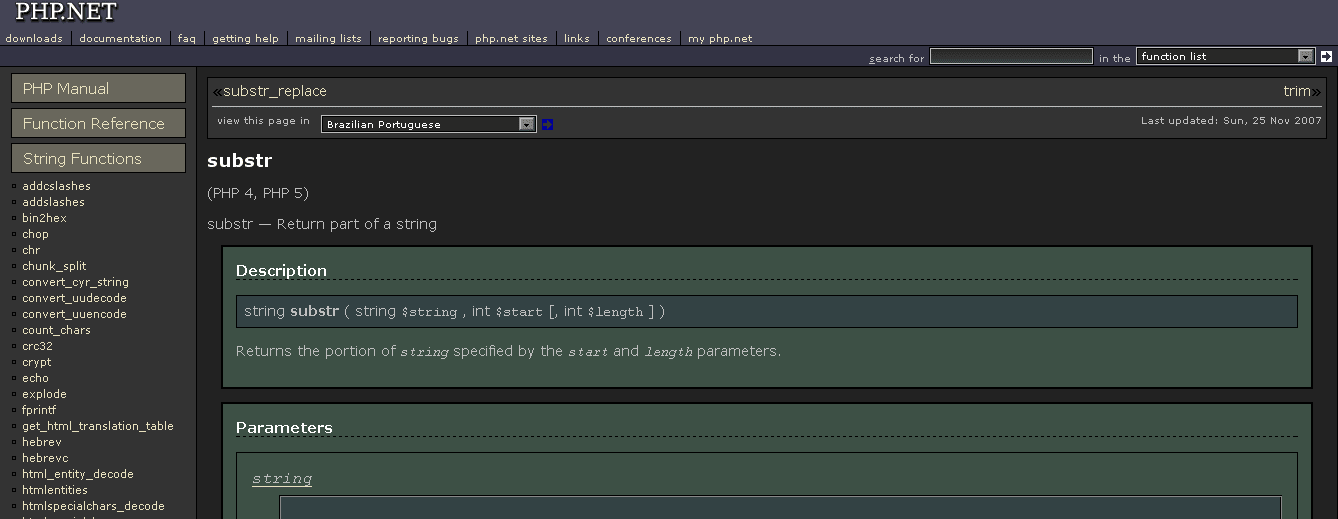 PHP.NET
downloads documentation faq getting help mailing lists reporting bugs php.net sites links conferences my php.net
search for in the function list
PHP Manual
Function Reference
String Functions
addcslashes
addslashes
bin2hex
chop
chr
chunk_split
convert_cyr_string
convert_uudecode
convert_uuencode
count_chars
crc32
crypt
echo
explode
fprintf
get_html_translation_table
hebrev
hebrevc
html_entity_decode
htmlentities
htmlspecialchars_decode
«substr_replace trim»
view this page in Brazilian Portuguese Last updated: Sun, 25 Nov 2007
substr
(PHP 4, PHP 5)
substr — Return part of a string
Description
string substr ( string $string , int $start [, int $length ] )
Returns the portion of string specified by the start and length parameters.
Parameters
string